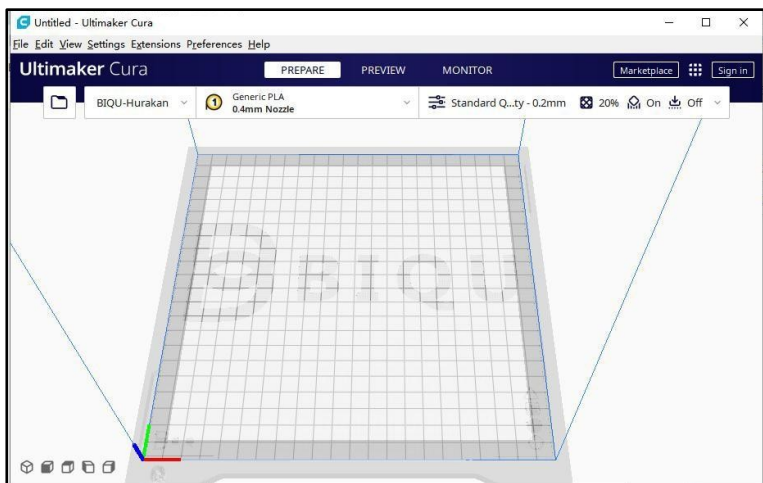 Untitled - Ultimaker Cura
File Edit View Settings Extensions Preferences Help
Ultimaker Cura PREPARE PREVIEW MONITOR Marketplace Sign in
BIQU-Hurakan 1 Generic PLA Standard Q...ty - 0.2mm 20% On Off
0.4mm Nozzle
BIQU